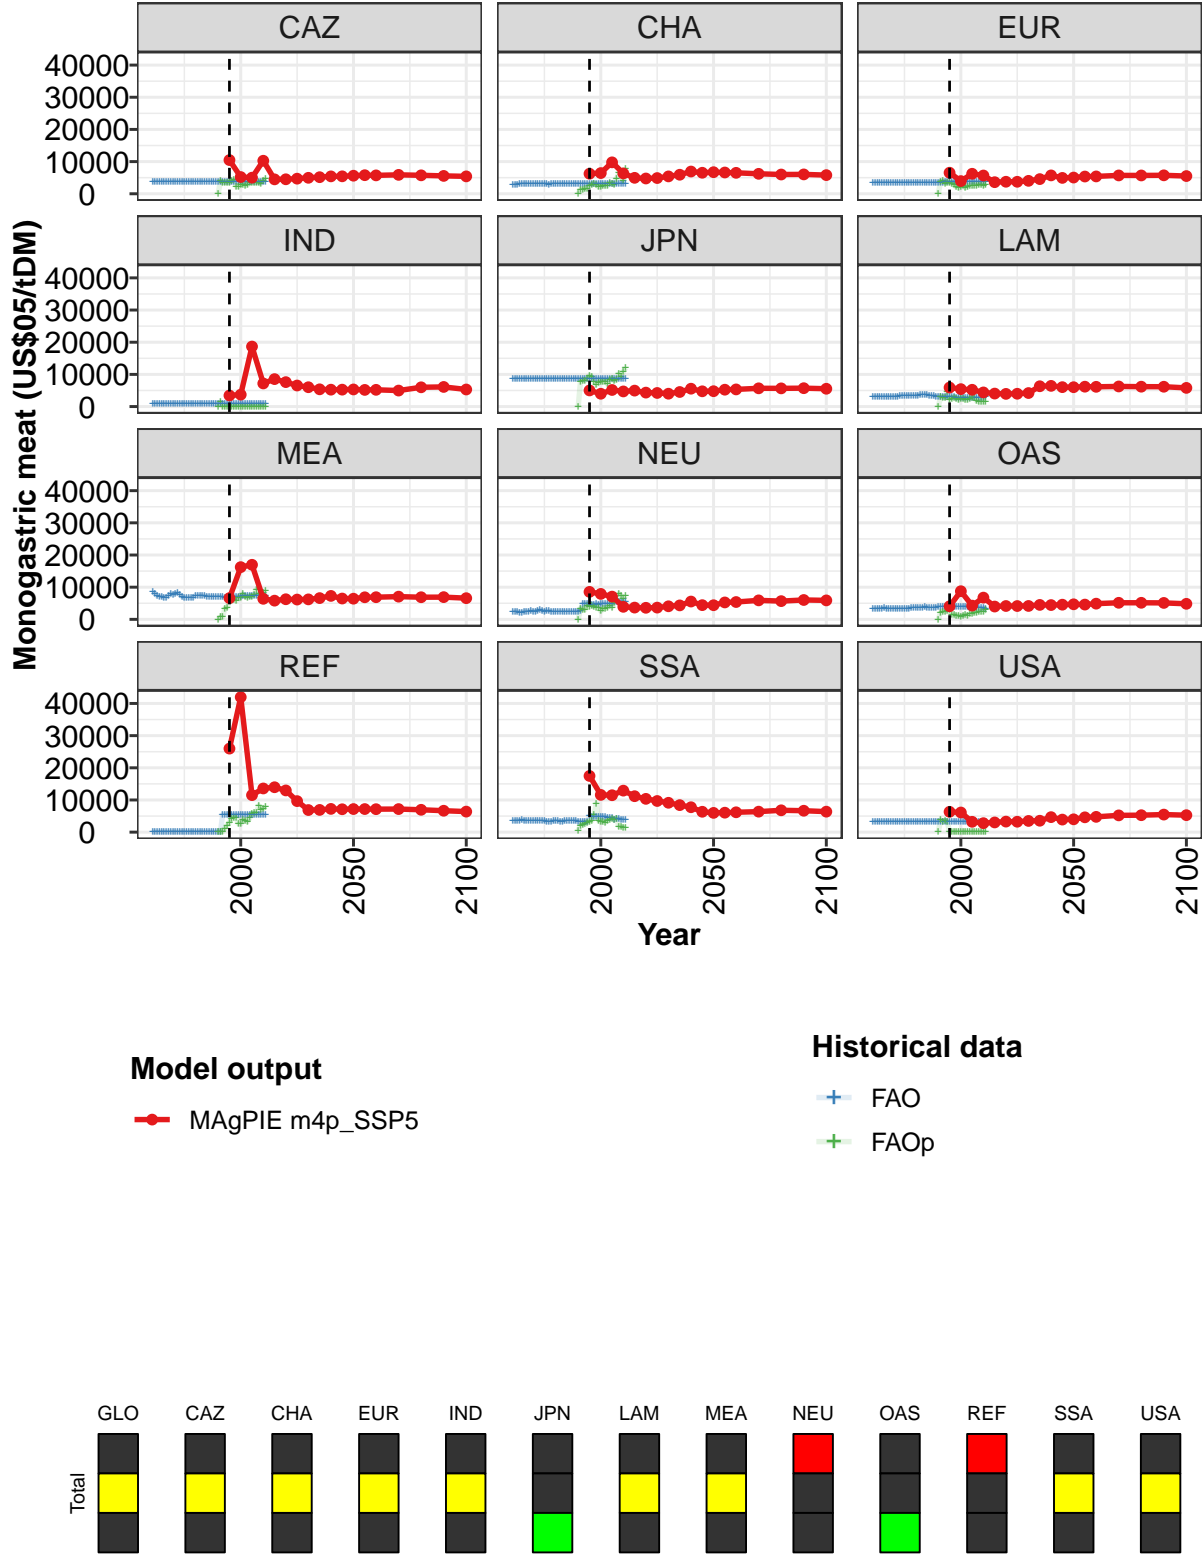 CAZ CHA EUR
40000
30000
20000
10000
0
IND JPN LAM
40000
30000
20000
10000
0
MEA NEU OAS
40000
30000
20000
10000
0
REF SSA USA
40000
30000
20000
10000
0
Monogastric meat (US$05/tDM)
2000 2050 2100 2000 2050 2100 2000 2050 2100
Year
Model output
MAgPIE m4p_SSP5
Historical data
FAO
FAOp
GLO CAZ CHA EUR IND JPN LAM MEA NEU OAS REF SSA USA
Total